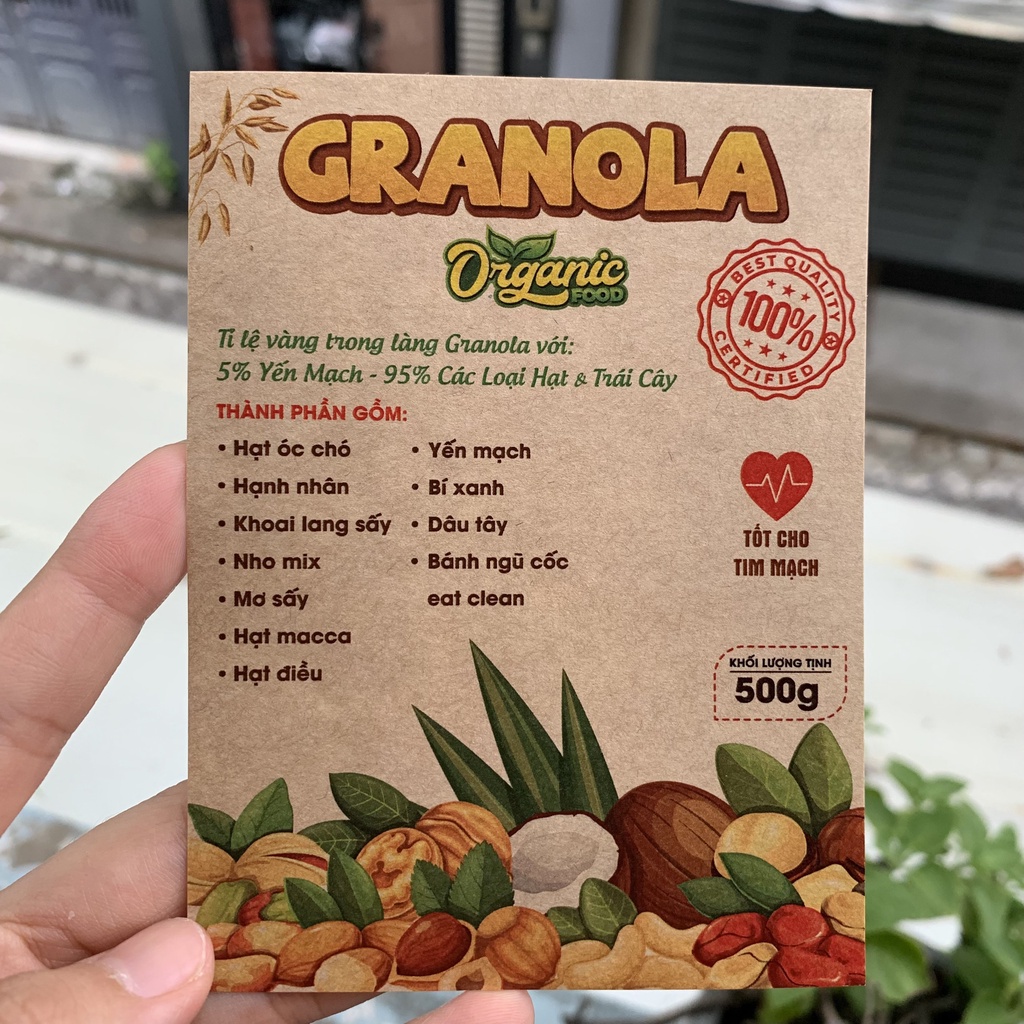 GRANOLA
Organic
FOOD
BEST QUALITY
100%
CERTIFIED
Tỉ lệ vàng trong làng Granola với:
5% Yến Mạch - 95% Các Loại Hạt & Trái Cây
THÀNH PHẦN GỒM:
• Hạt óc chó
• Hạnh nhân
• Khoai lang sấy
• Nho mix
• Mơ sấy
• Hạt macca
• Hạt điều
• Yến mạch
• Bí xanh
• Dâu tây
• Bánh ngũ cốc
eat clean
TỐT CHO
TIM MẠCH
KHỐI LƯỢNG TỊNH
500g